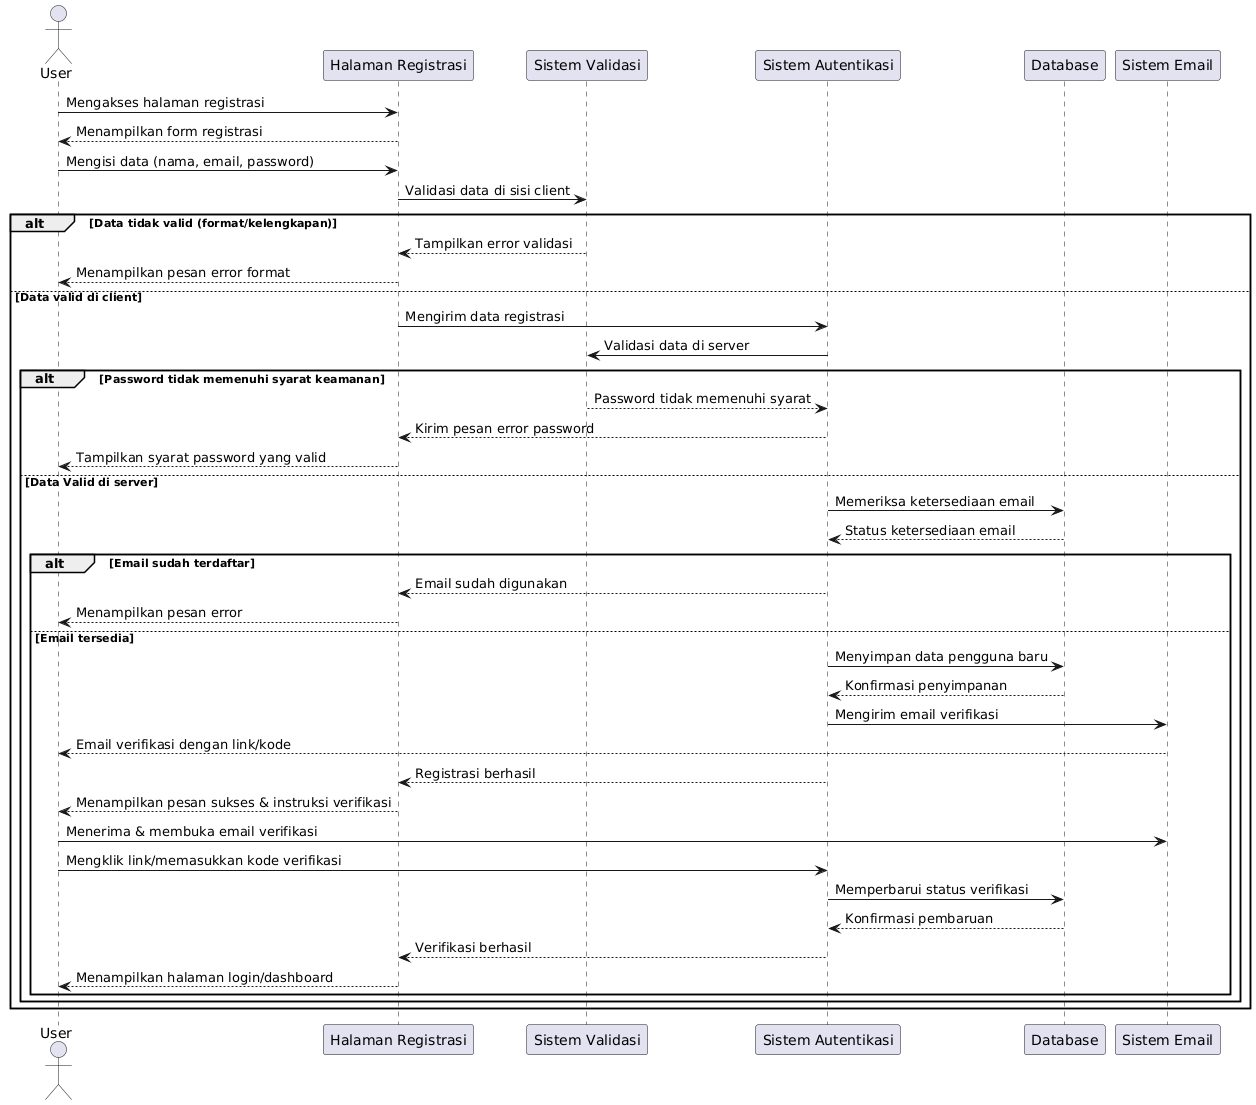 User
Halaman Registrasi
Sistem Validasi
Sistem Autentikasi
Database
Sistem Email
Mengakses halaman registrasi
Menampilkan form registrasi
Mengisi data (nama, email, password)
Validasi data di sisi client
alt
[Data tidak valid (format/kelengkapan)]
Tampilkan error validasi
Menampilkan pesan error format
[Data valid di client]
Mengirim data registrasi
Validasi data di server
alt
[Password tidak memenuhi syarat keamanan]
Password tidak memenuhi syarat
Kirim pesan error password
Tampilkan syarat password yang valid
[Data Valid di server]
Memeriksa ketersediaan email
Status ketersediaan email
alt
[Email sudah terdaftar]
Email sudah digunakan
Menampilkan pesan error
[Email tersedia]
Menyimpan data pengguna baru
Konfirmasi penyimpanan
Mengirim email verifikasi
Email verifikasi dengan link/kode
Registrasi berhasil
Menampilkan pesan sukses & instruksi verifikasi
Menerima & membuka email verifikasi
Mengklik link/memasukkan kode verifikasi
Memperbarui status verifikasi
Konfirmasi pembaruan
Verifikasi berhasil
Menampilkan halaman login/dashboard
User
Halaman Registrasi
Sistem Validasi
Sistem Autentikasi
Database
Sistem Email